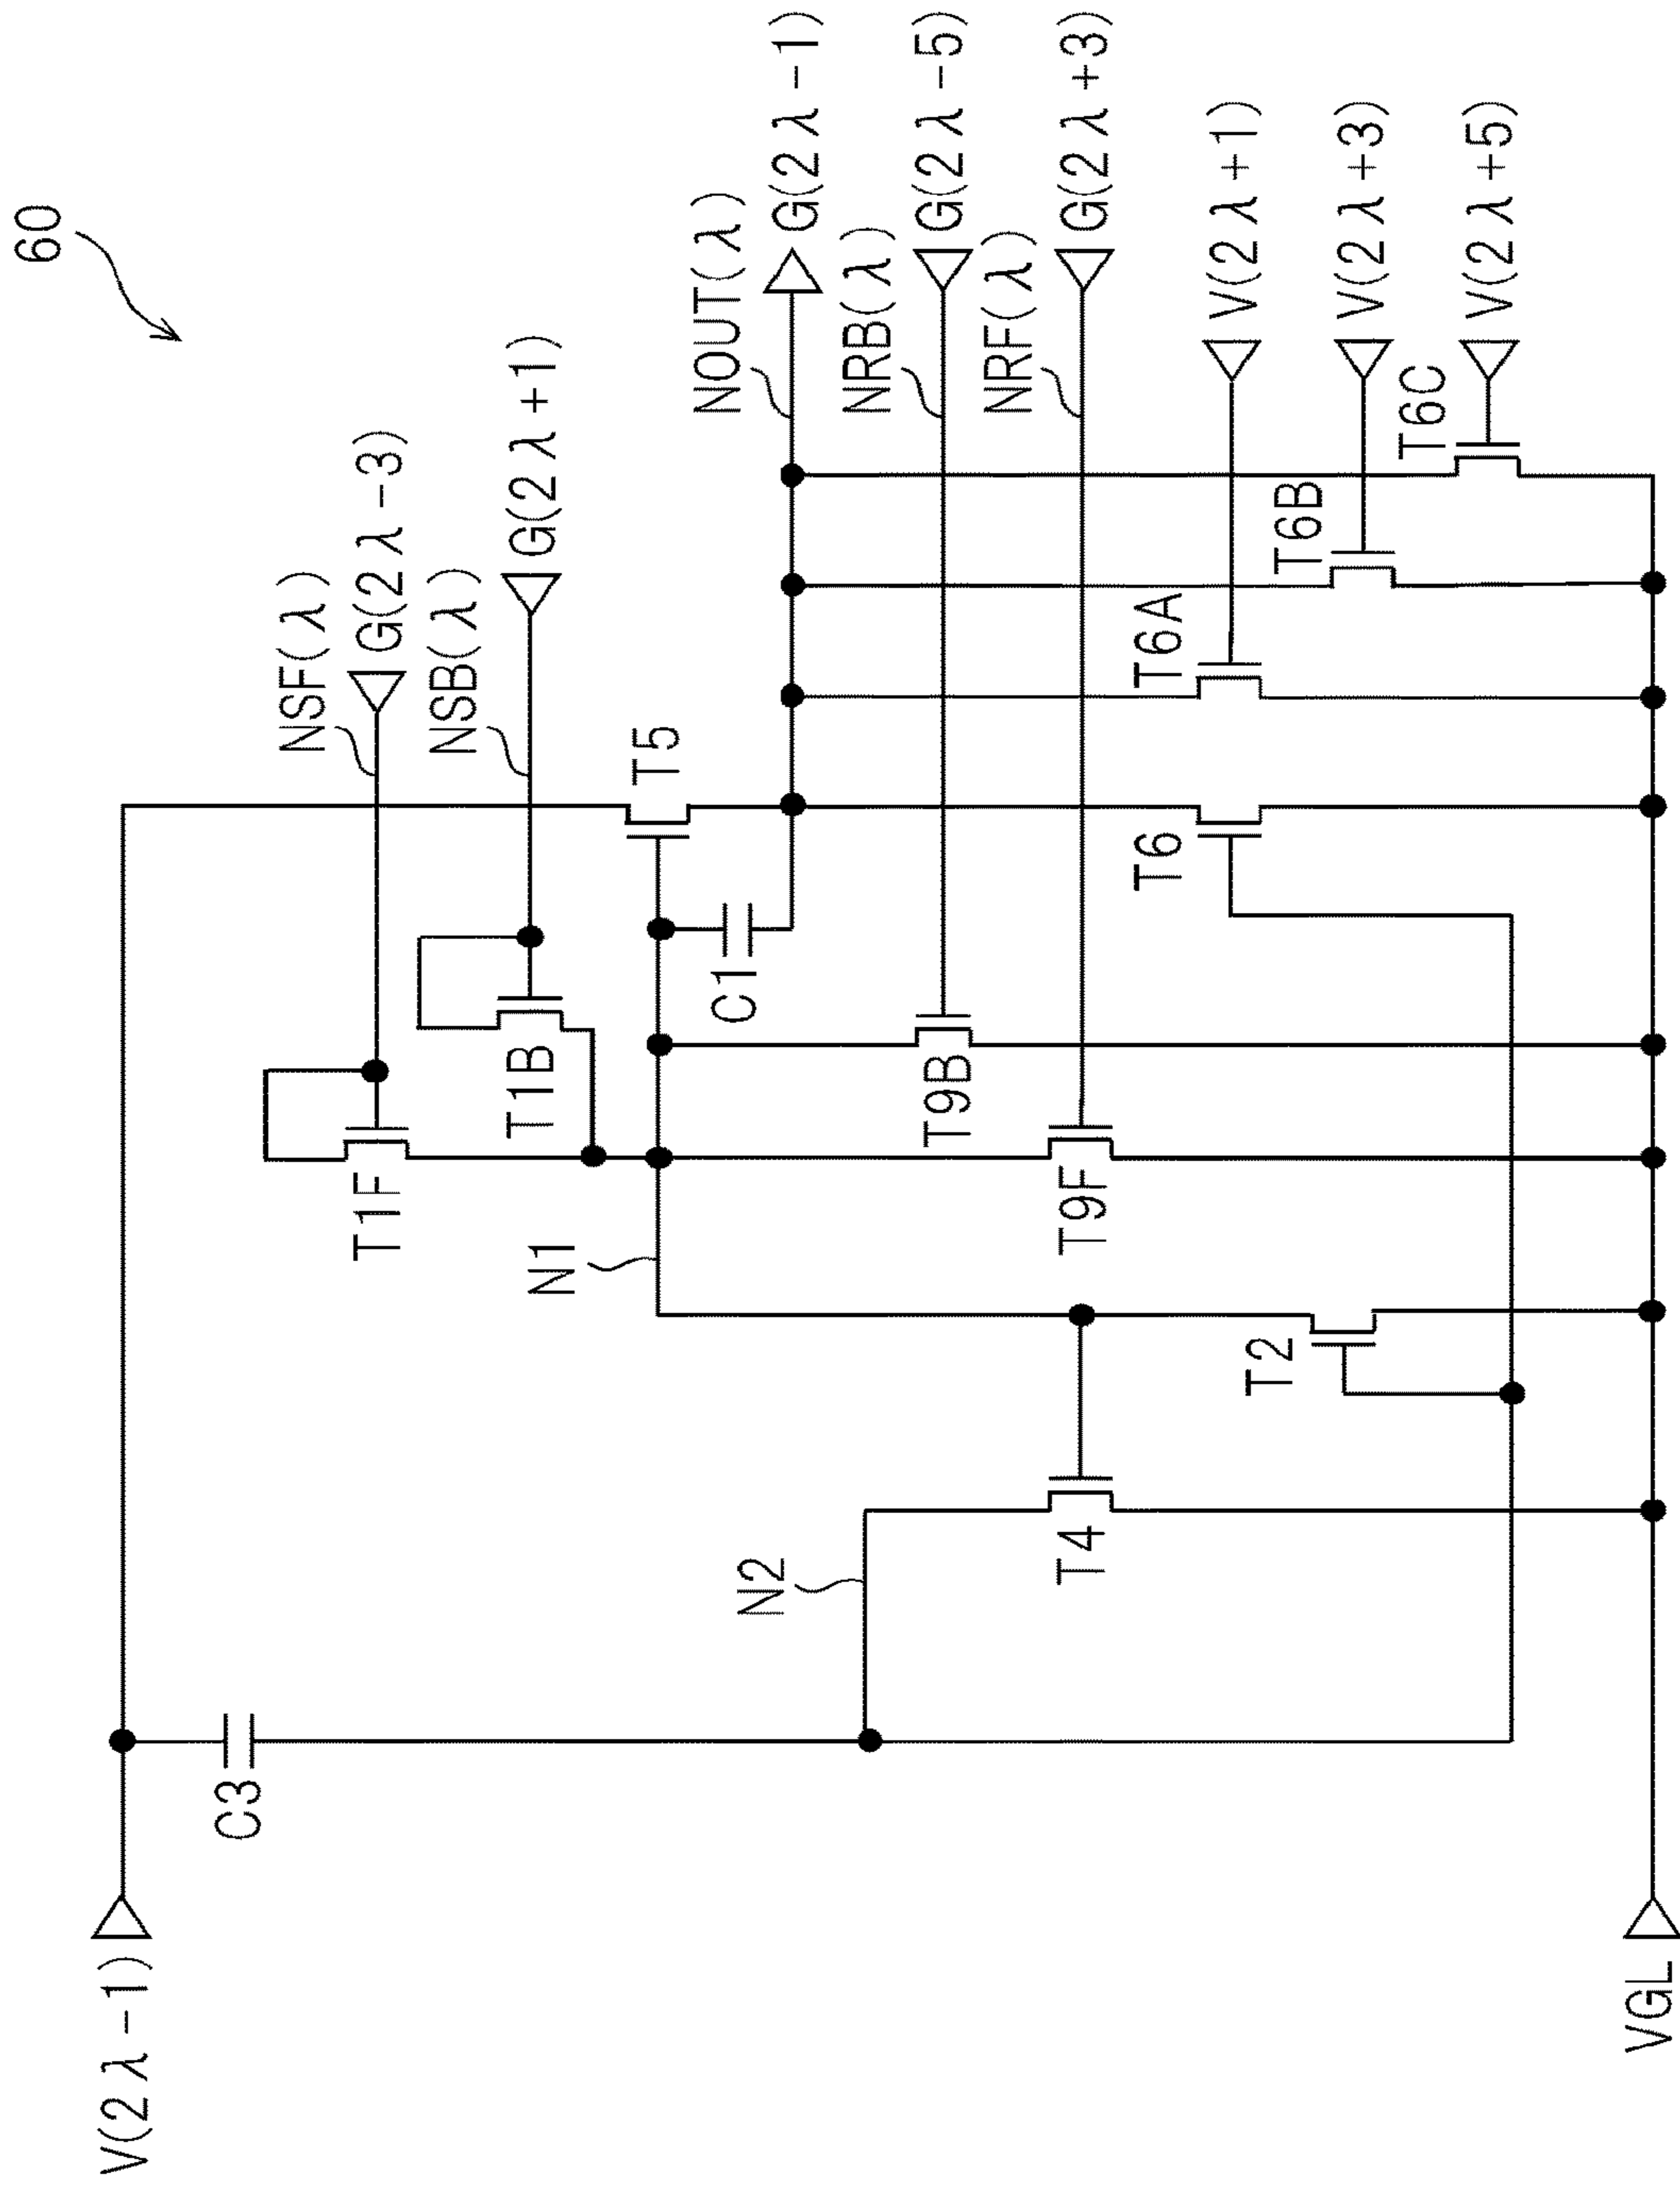 60
NSF(λ)
G(2λ-3)
NSB(λ)
G(2λ+1)
NOUT(λ)
G(2λ-1)
NRB(λ)
G(2λ-5)
NRF(λ)
G(2λ+3)
V(2λ+1)
V(2λ+3)
V(2λ+5)
T5
T6C
T6B
T6A
T6
C1
T1B
T9B
T1F
T9F
N1
T2
T4
N2
C3
V(2λ-1)
VGL